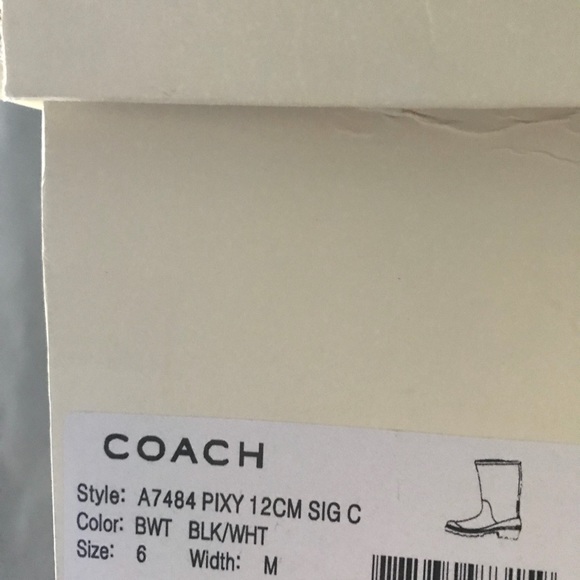 COACH
Style: A7484 PIXY 12CM SIG C
Color: BWT BLK/WHT
Size: 6 Width: M